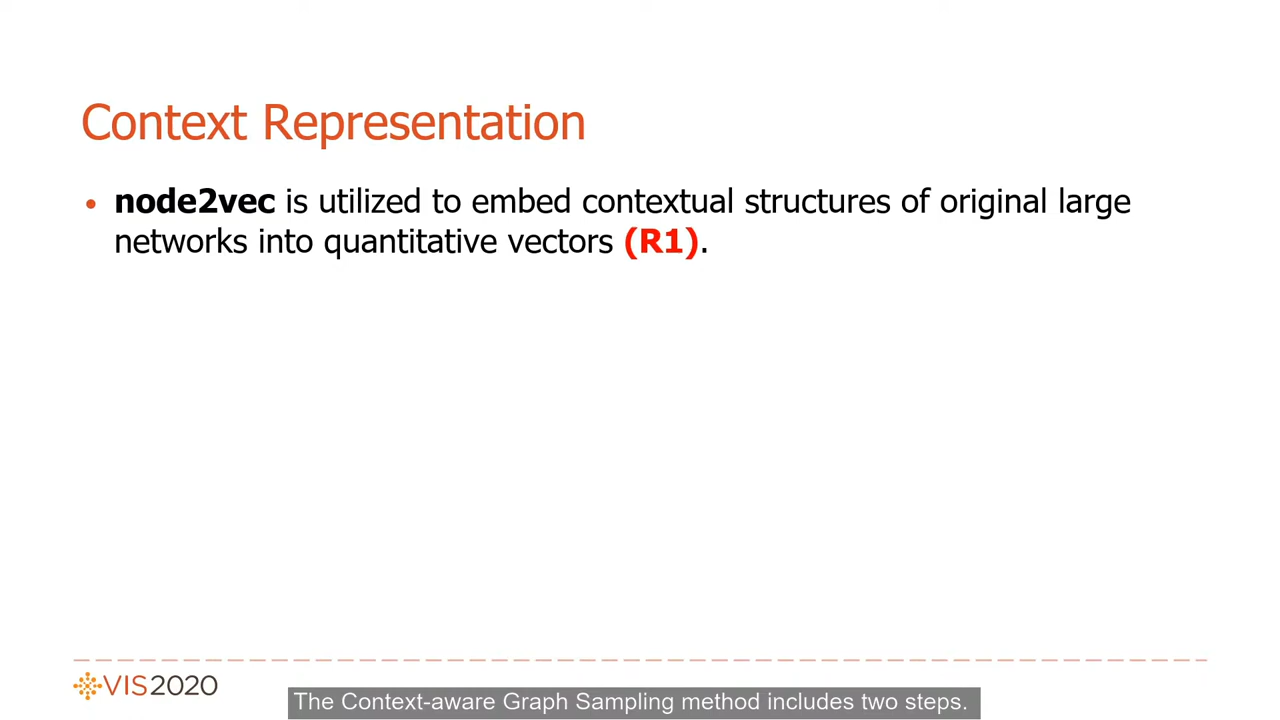 Context Representation
• node2vec is utilized to embed contextual structures of original large
networks into quantitative vectors (R1).
VIS2020
The Context-aware Graph Sampling method includes two steps.